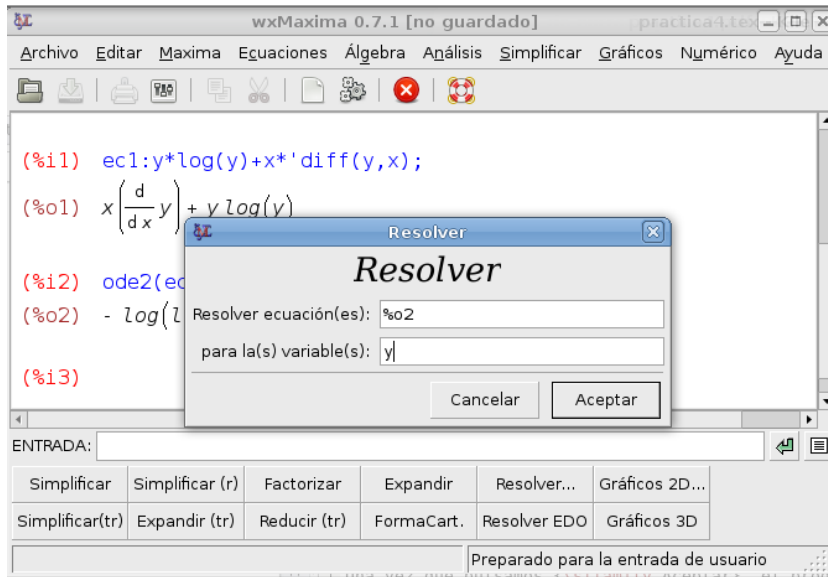 wxMaxima 0.7.1 [no guardado]
practica4.tex
Archivo Editar Maxima Ecuaciones Álgebra Análisis Simplificar Gráficos Numérico Ayuda
(%i1) ec1:y*log(y)+x*'diff(y,x);
(%o1) x(d/dx y) + y log(y)
(%i2) ode2(ec
(%o2) - log(l
(%i3)
Resolver
Resolver
Resolver ecuación(es): %o2
para la(s) variable(s): y
Cancelar Aceptar
ENTRADA:
Simplificar Simplificar (r) Factorizar Expandir Resolver... Gráficos 2D...
Simplificar(tr) Expandir (tr) Reducir (tr) FormaCart. Resolver EDO Gráficos 3D
Preparado para la entrada de usuario